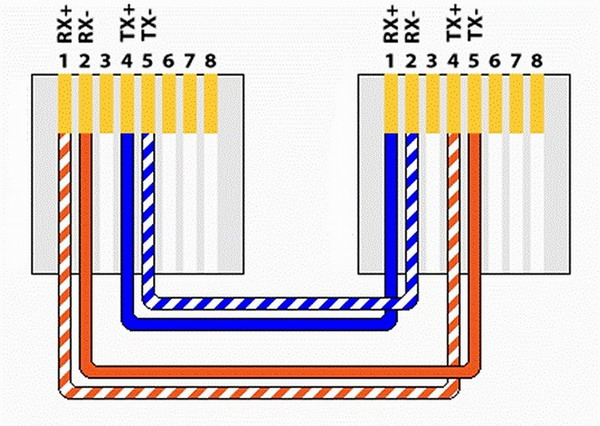 RX+ RX- TX+ TX- RX+ RX- TX+ TX-
1 2 3 4 5 6 7 8 1 2 3 4 5 6 7 8